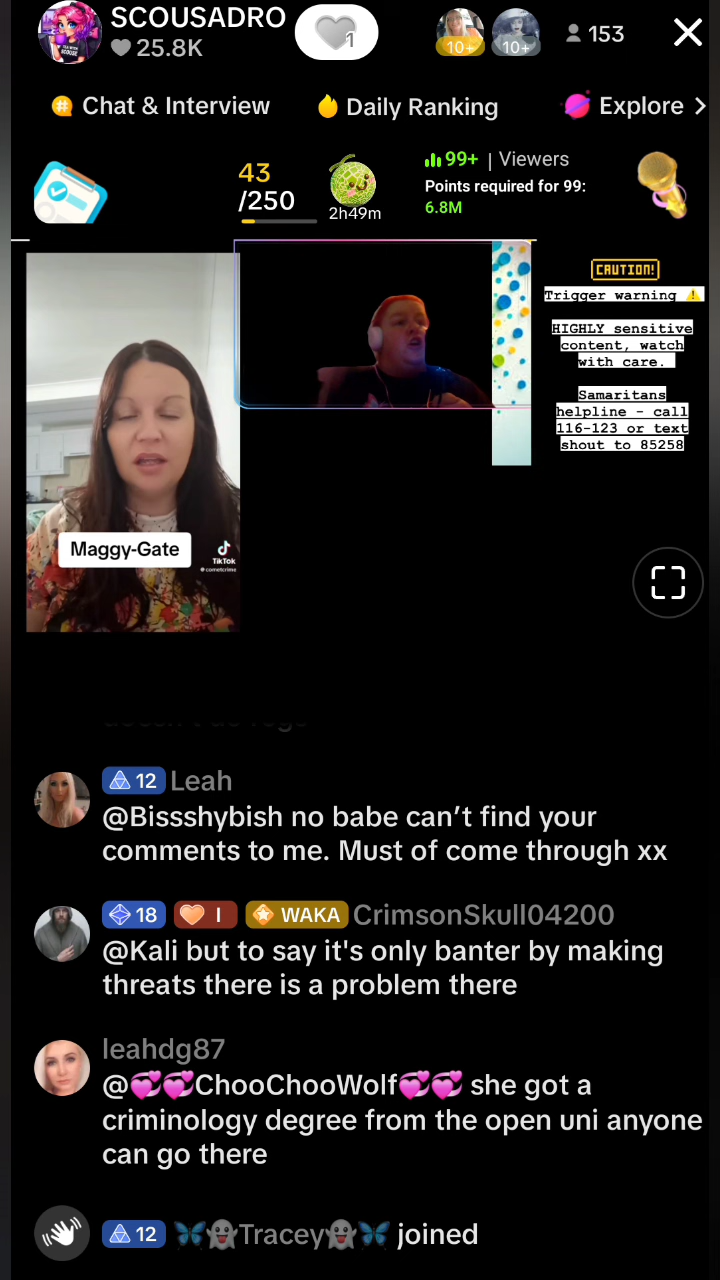 SCOUSADRO
25.8K
1
10+
10+
153
Chat & Interview
Daily Ranking
Explore
43
/250
2h49m
99+ | Viewers
Points required for 99:
6.8M
CAUTION!
Trigger warning ⚠️
HIGHLY sensitive
content, watch
with care.
Samaritans
helpline - call
116-123 or text
shout to 85258
Maggy-Gate
TikTok
12 Leah
@Bissshybish no babe can't find your
comments to me. Must of come through xx
18 I WAKA CrimsonSkull04200
@Kali but to say it's only banter by making
threats there is a problem there
leahdg87
@💞💞ChooChooWolf💞💞 she got a
criminology degree from the open uni anyone
can go there
12 🦋👻Tracey👻🦋 joined